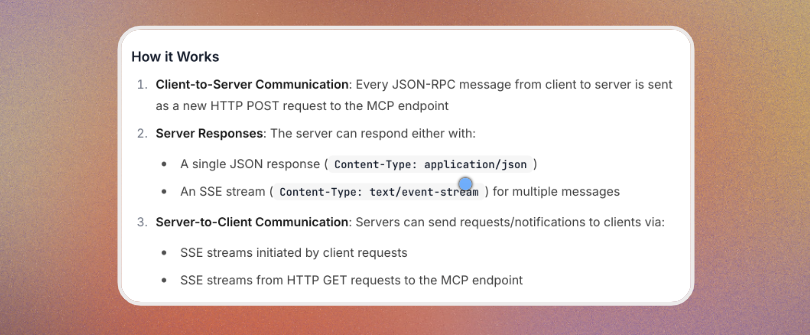 How it Works
1. Client-to-Server Communication: Every JSON-RPC message from client to server is sent
as a new HTTP POST request to the MCP endpoint
2. Server Responses: The server can respond either with:
• A single JSON response ( Content-Type: application/json )
• An SSE stream ( Content-Type: text/event-stream ) for multiple messages
3. Server-to-Client Communication: Servers can send requests/notifications to clients via:
• SSE streams initiated by client requests
• SSE streams from HTTP GET requests to the MCP endpoint